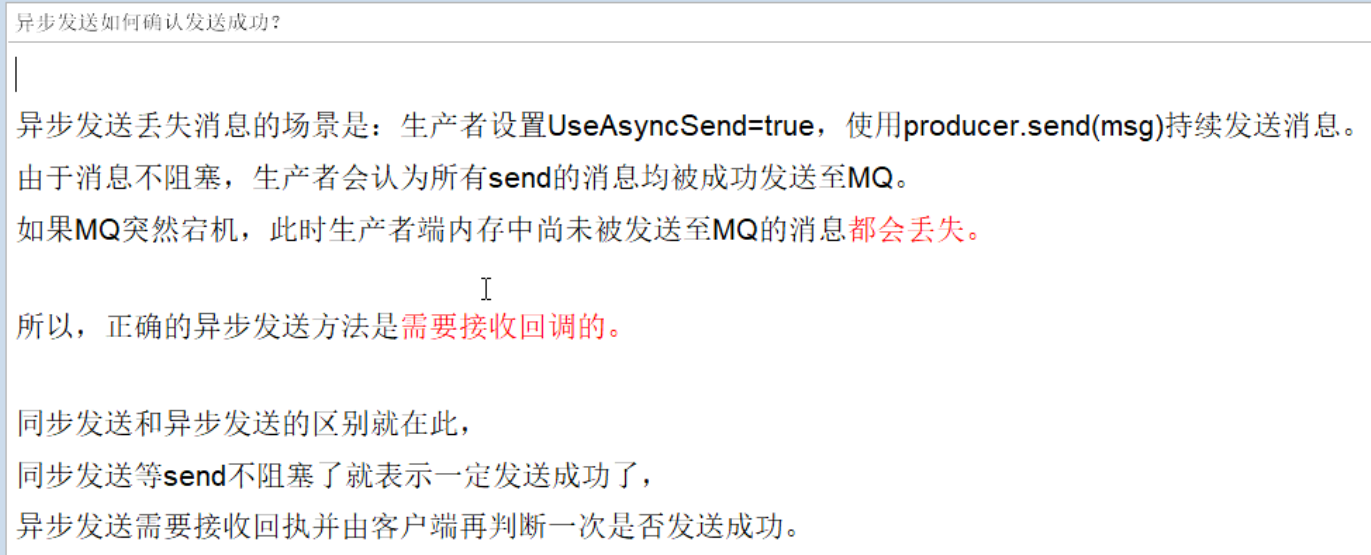 异步发送如何确认发送成功？
异步发送丢失消息的场景是：生产者设置UseAsyncSend=true，使用producer.send(msg)持续发送消息。
由于消息不阻塞，生产者会认为所有send的消息均被成功发送至MQ。
如果MQ突然宕机，此时生产者端内存中尚未被发送至MQ的消息都会丢失。
所以，正确的异步发送方法是需要接收回调的。
同步发送和异步发送的区别就在此，
同步发送等send不阻塞了就表示一定发送成功了，
异步发送需要接收回执并由客户端再判断一次是否发送成功。